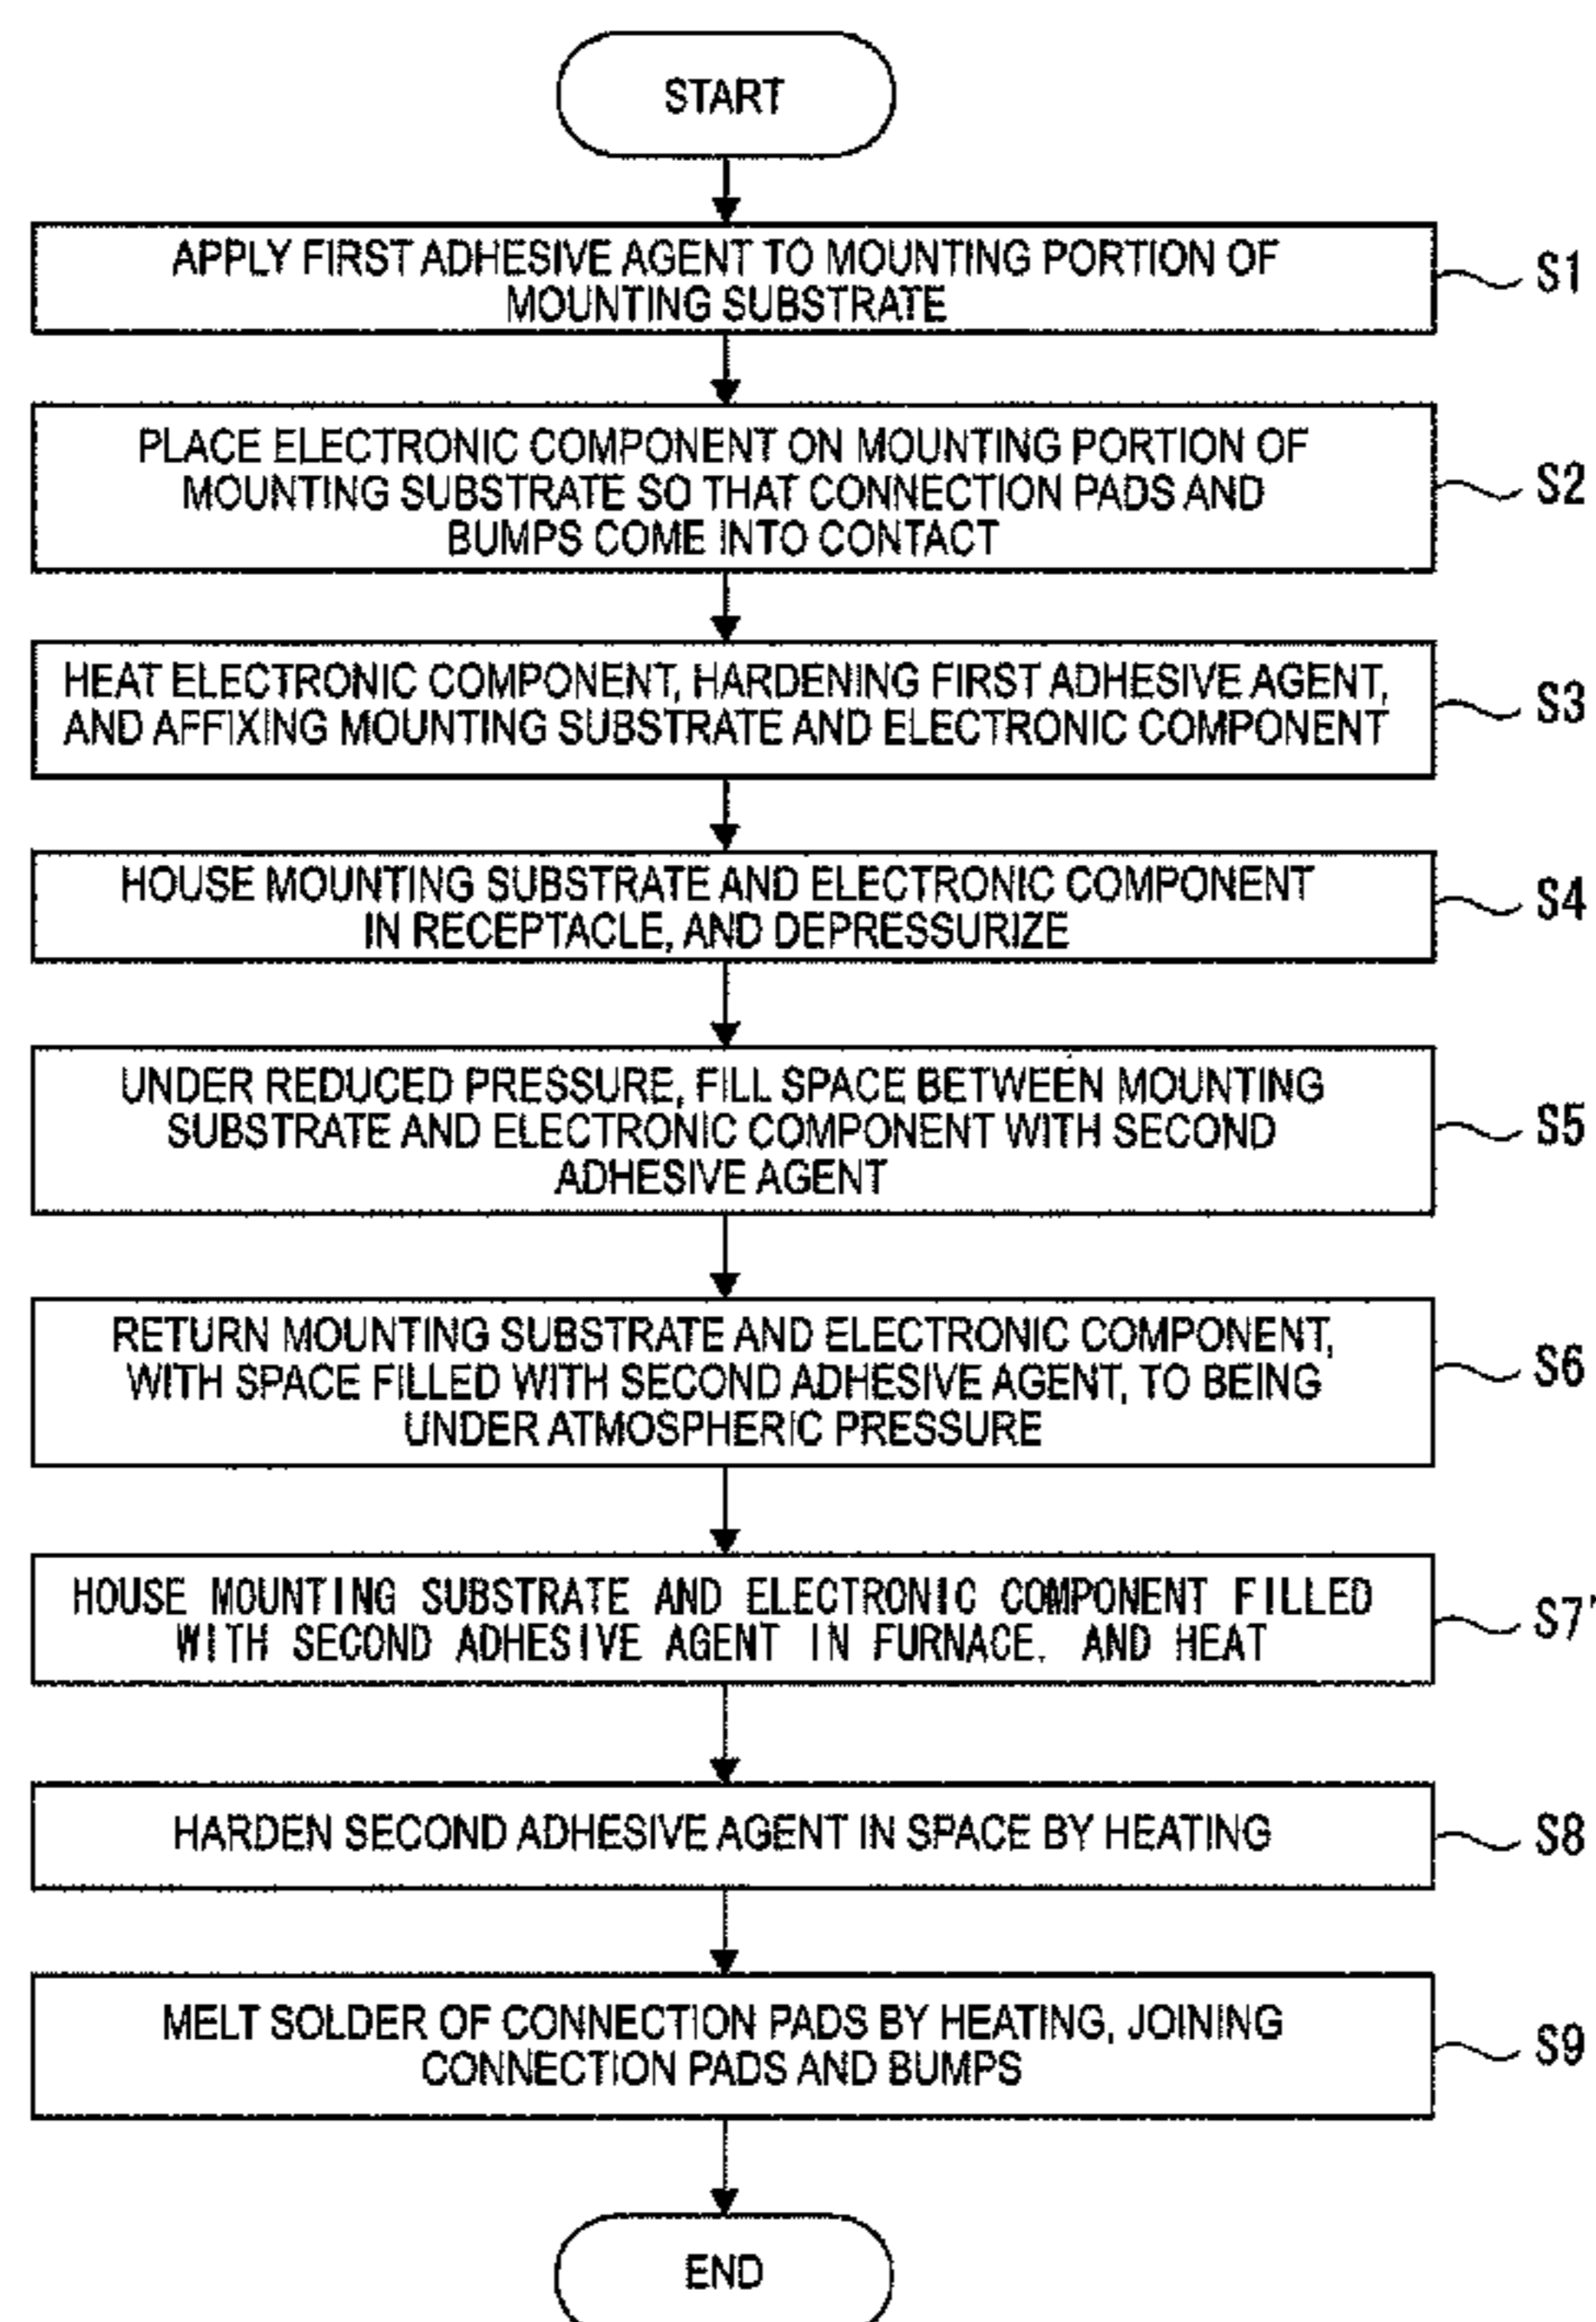 START
APPLY FIRST ADHESIVE AGENT TO MOUNTING PORTION OF
MOUNTING SUBSTRATE
S1
PLACE ELECTRONIC COMPONENT ON MOUNTING PORTION OF
MOUNTING SUBSTRATE SO THAT CONNECTION PADS AND
BUMPS COME INTO CONTACT
S2
HEAT ELECTRONIC COMPONENT, HARDENING FIRST ADHESIVE AGENT,
AND AFFIXING MOUNTING SUBSTRATE AND ELECTRONIC COMPONENT
S3
HOUSE MOUNTING SUBSTRATE AND ELECTRONIC COMPONENT
IN RECEPTACLE, AND DEPRESSURIZE
S4
UNDER REDUCED PRESSURE, FILL SPACE BETWEEN MOUNTING
SUBSTRATE AND ELECTRONIC COMPONENT WITH SECOND
ADHESIVE AGENT
S5
RETURN MOUNTING SUBSTRATE AND ELECTRONIC COMPONENT,
WITH SPACE FILLED WITH SECOND ADHESIVE AGENT, TO BEING
UNDER ATMOSPHERIC PRESSURE
S6
HOUSE MOUNTING SUBSTRATE AND ELECTRONIC COMPONENT FILLED
WITH SECOND ADHESIVE AGENT IN FURNACE. AND HEAT
S7'
HARDEN SECOND ADHESIVE AGENT IN SPACE BY HEATING
S8
MELT SOLDER OF CONNECTION PADS BY HEATING, JOINING
CONNECTION PADS AND BUMPS
S9
END